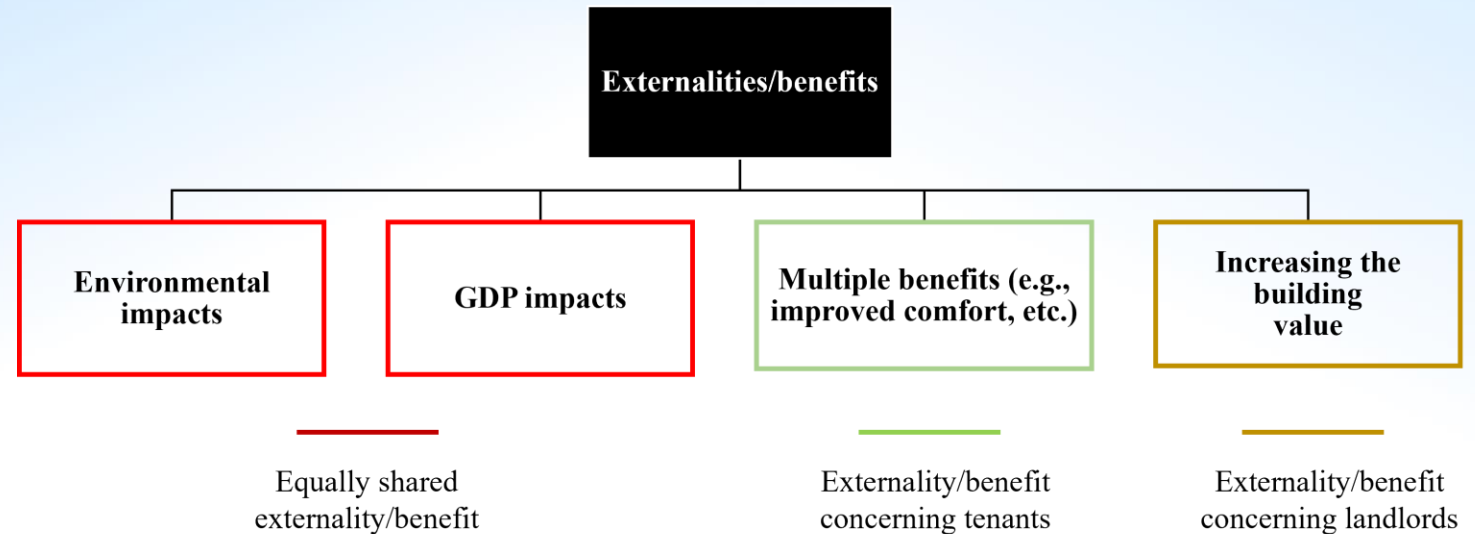 Externalities/benefits
Environmental
impacts
GDP impacts
Multiple benefits (e.g.,
improved comfort, etc.)
Increasing the
building
value
Equally shared
externality/benefit
Externality/benefit
concerning tenants
Externality/benefit
concerning landlords